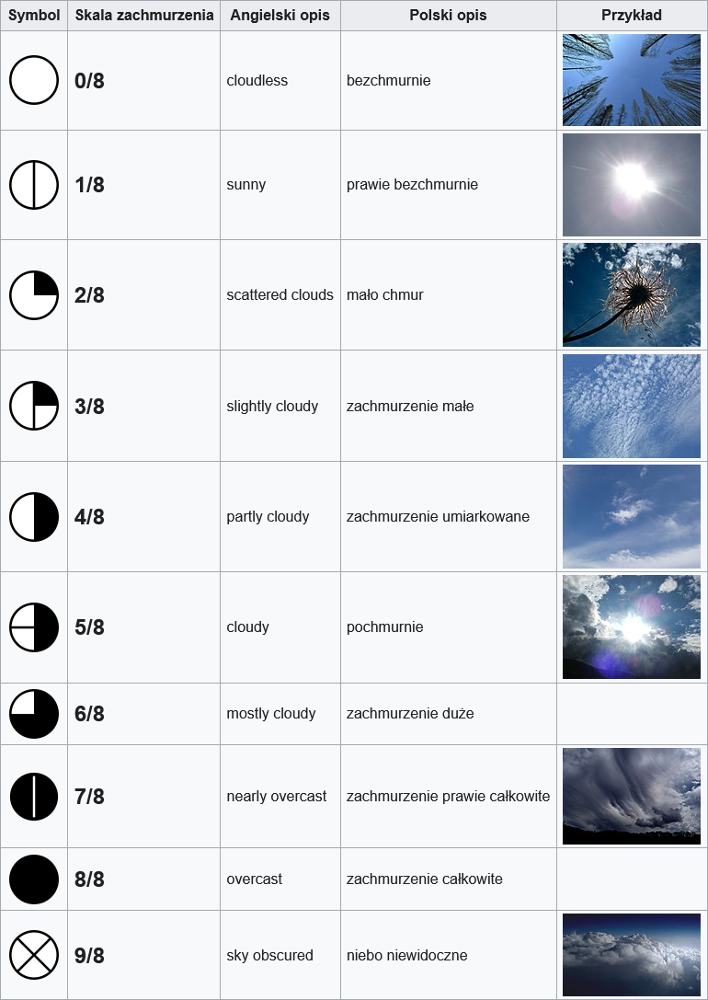 Symbol Skala zachmurzenia Angielski opis Polski opis Przykład
0/8 cloudless bezchmurnie
1/8 sunny prawie bezchmurnie
2/8 scattered clouds mało chmur
3/8 slightly cloudy zachmurzenie małe
4/8 partly cloudy zachmurzenie umiarkowane
5/8 cloudy pochmurnie
6/8 mostly cloudy zachmurzenie duże
7/8 nearly overcast zachmurzenie prawie całkowite
8/8 overcast zachmurzenie całkowite
9/8 sky obscured niebo niewidoczne